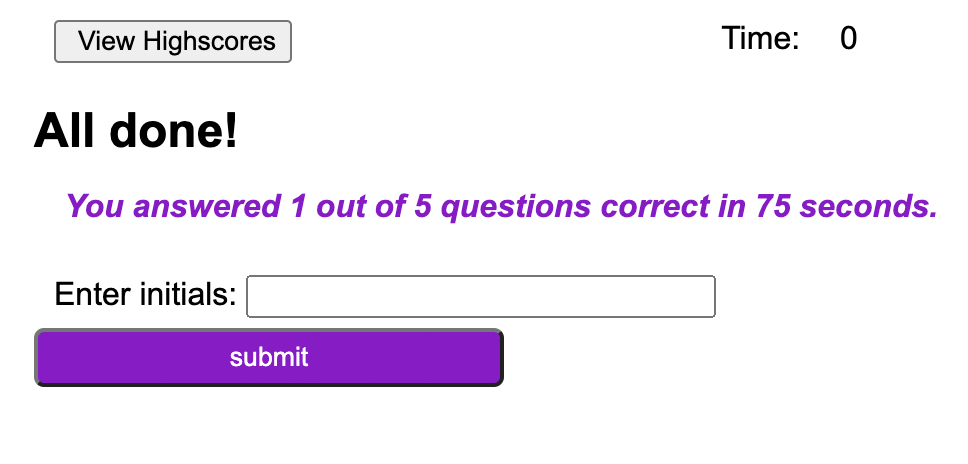 View Highscores Time: 0
All done!
You answered 1 out of 5 questions correct in 75 seconds.
Enter initials:
submit